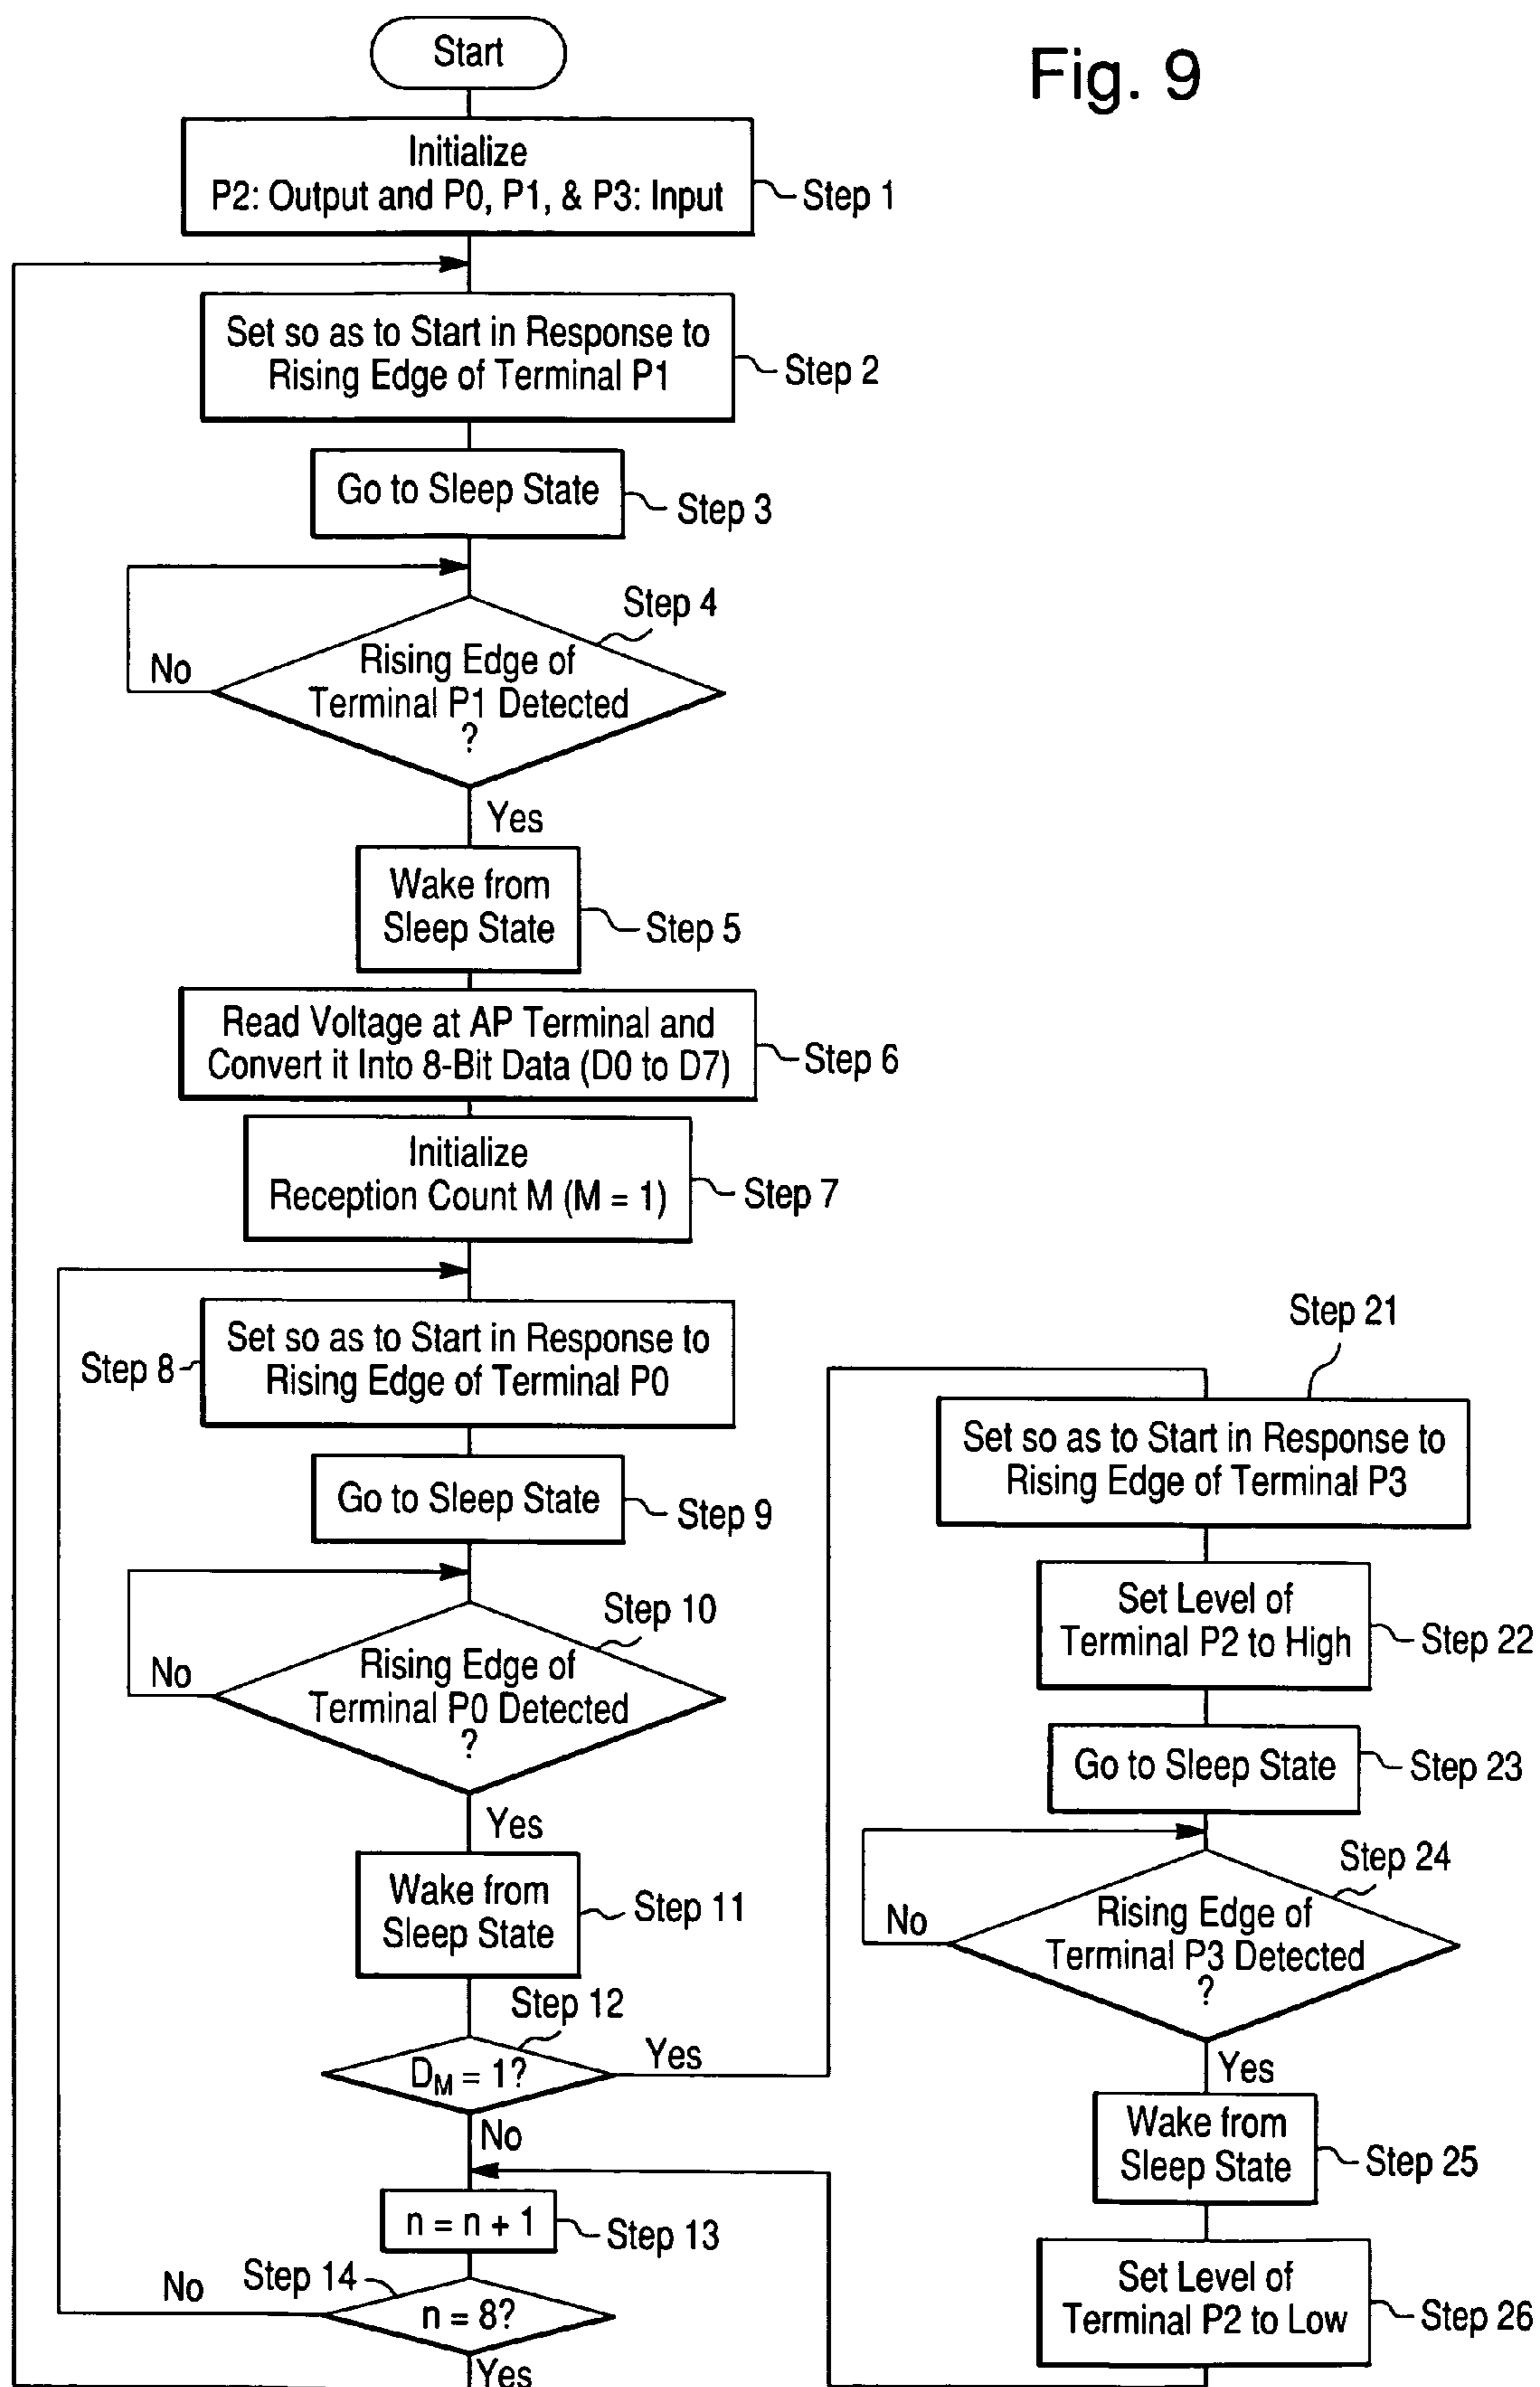 Fig. 9
Start
Initialize
P2: Output and P0, P1, & P3: Input
Step 1
Set so as to Start in Response to
Rising Edge of Terminal P1
Step 2
Go to Sleep State
Step 3
Step 4
Rising Edge of
Terminal P1 Detected
?
No
Yes
Wake from
Sleep State
Step 5
Read Voltage at AP Terminal and
Convert it Into 8-Bit Data (D0 to D7)
Step 6
Initialize
Reception Count M (M = 1)
Step 7
Set so as to Start in Response to
Rising Edge of Terminal P0
Step 8
Go to Sleep State
Step 9
Step 10
Rising Edge of
Terminal P0 Detected
?
No
Yes
Wake from
Sleep State
Step 11
Step 12
DM = 1?
Yes
No
n = n + 1
Step 13
Step 14
n = 8?
No
Yes
Step 21
Set so as to Start in Response to
Rising Edge of Terminal P3
Set Level of
Terminal P2 to High
Step 22
Go to Sleep State
Step 23
Step 24
Rising Edge of
Terminal P3 Detected
?
No
Yes
Wake from
Sleep State
Step 25
Set Level of
Terminal P2 to Low
Step 26